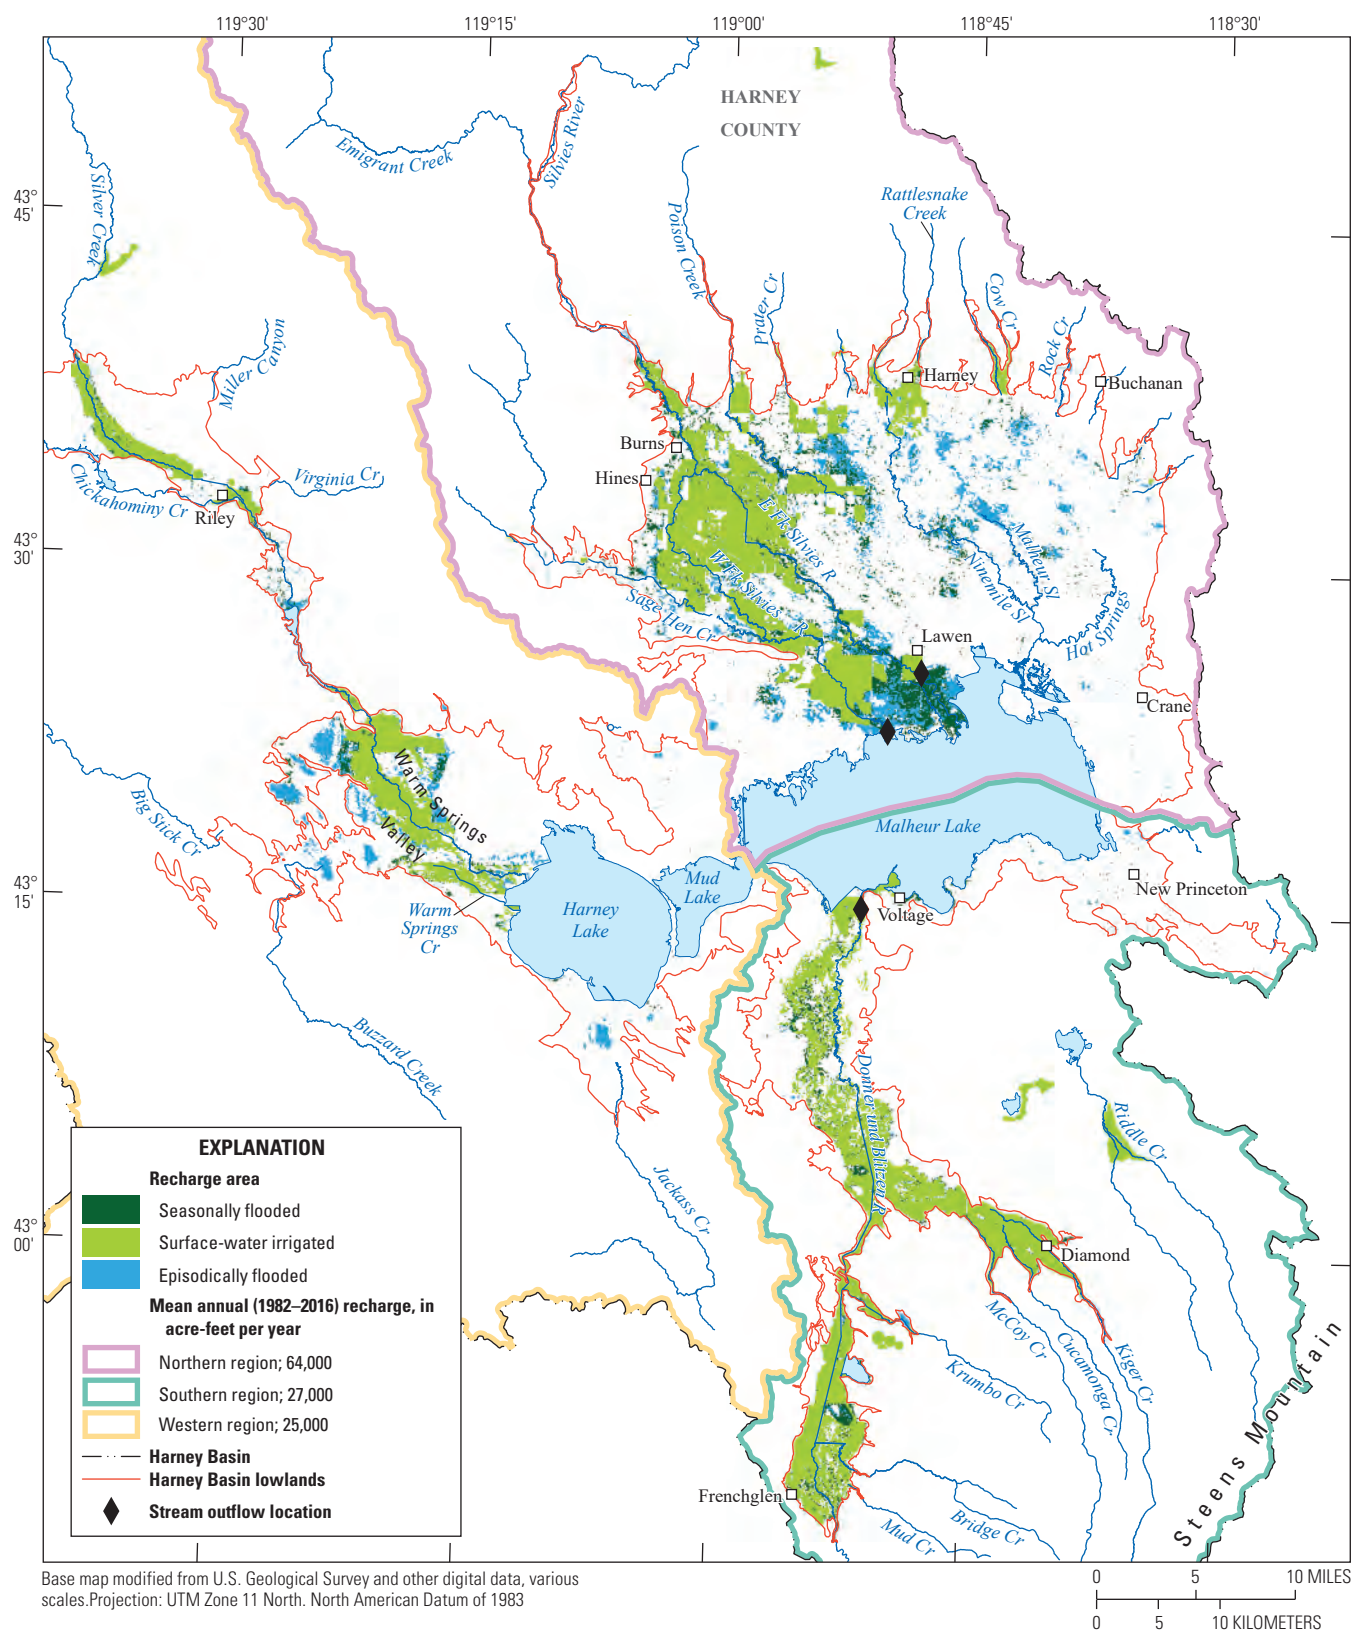 119°30'
119°15'
119°00'
118°45'
118°30'
HARNEY
COUNTY
Silvies River
Emigrant Creek
Silver Creek
43°
45'
Poison Creek
Rattlesnake
Creek
Prater Cr
Cow Cr
Rock Cr
Miller Canyon
Harney
Buchanan
Burns
Hines
Virginia Cr
Chickahominy Cr
Riley
43°
30'
E Fk Silvies R
W Fk Silvies R
Malheur Sl
Ninemile Sl
Hot Springs
Sage Hen Cr
Lawen
Crane
Warm Springs
Valley
Big Stick Cr
Malheur Lake
43°
15'
Mud
Lake
New Princeton
Harney
Lake
Warm
Springs
Cr
Voltage
Buzzard Creek
Donner und Blitzen R
Riddle Cr
Jackass Cr
43°
00'
Diamond
McCoy Cr
Cucamonga Cr
Kiger Cr
Krumbo Cr
Steens Mountain
Frenchglen
Bridge Cr
Mud Cr
EXPLANATION
Recharge area
Seasonally flooded
Surface-water irrigated
Episodically flooded
Mean annual (1982–2016) recharge, in
acre-feet per year
Northern region; 64,000
Southern region; 27,000
Western region; 25,000
Harney Basin
Harney Basin lowlands
Stream outflow location
Base map modified from U.S. Geological Survey and other digital data, various
scales.Projection: UTM Zone 11 North. North American Datum of 1983
0 5 10 MILES
0 5 10 KILOMETERS